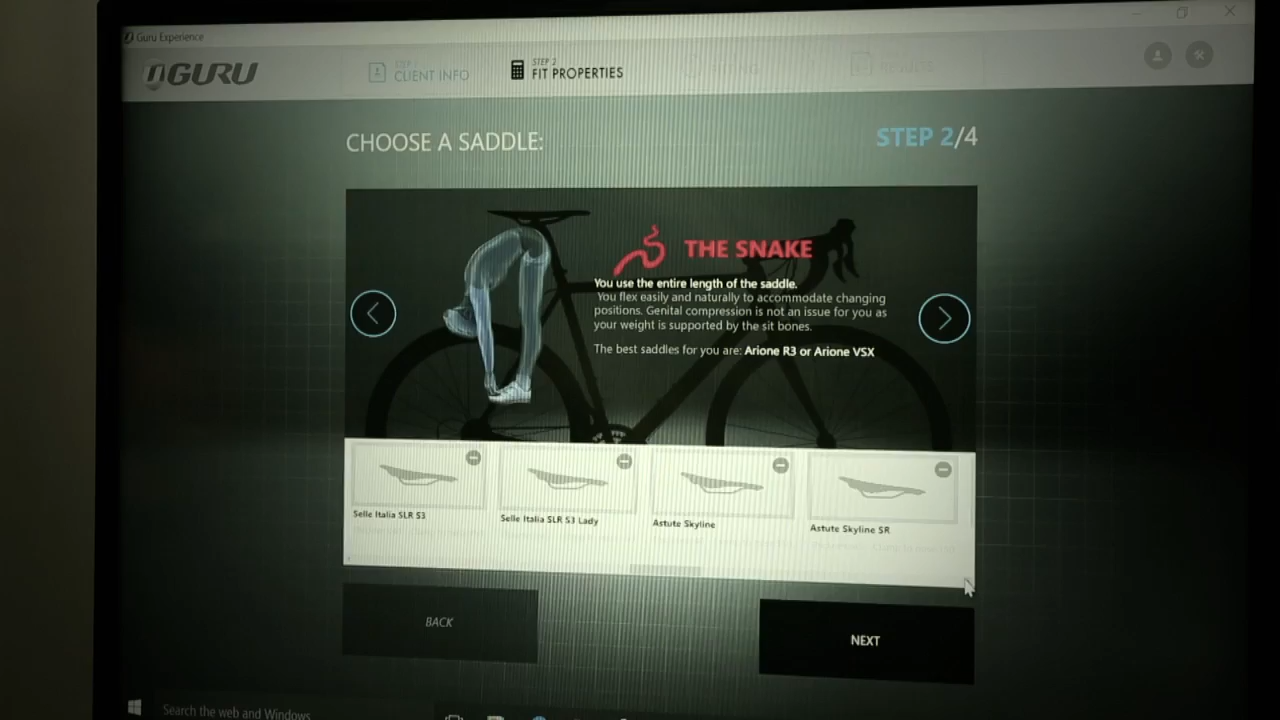 Guru Experience
GURU
STEP 1
CLIENT INFO
STEP 2
FIT PROPERTIES
CHOOSE A SADDLE:
STEP 2/4
THE SNAKE
You use the entire length of the saddle.
You flex easily and naturally to accommodate changing
positions. Genital compression is not an issue for you as
your weight is supported by the sit bones.
The best saddles for you are: Arione R3 or Arione VSX
Selle Italia SLR S3
Selle Italia SLR S3 Lady
Astute Skyline
Astute Skyline SR
BACK
NEXT
Search the web and Windows